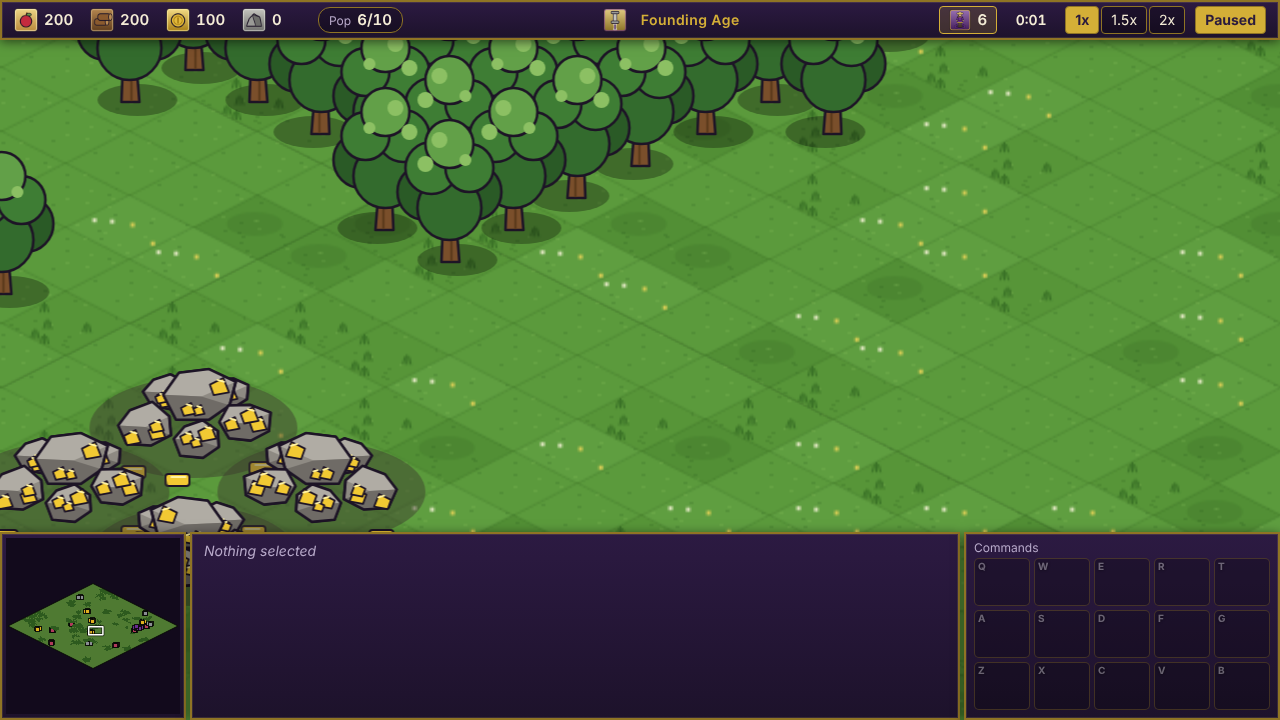 200 200 100 0 Pop 6/10 Founding Age 6 0:01 1x 1.5x 2x Paused
Nothing selected
Commands
Q W E R T
A S D F G
Z X C V B